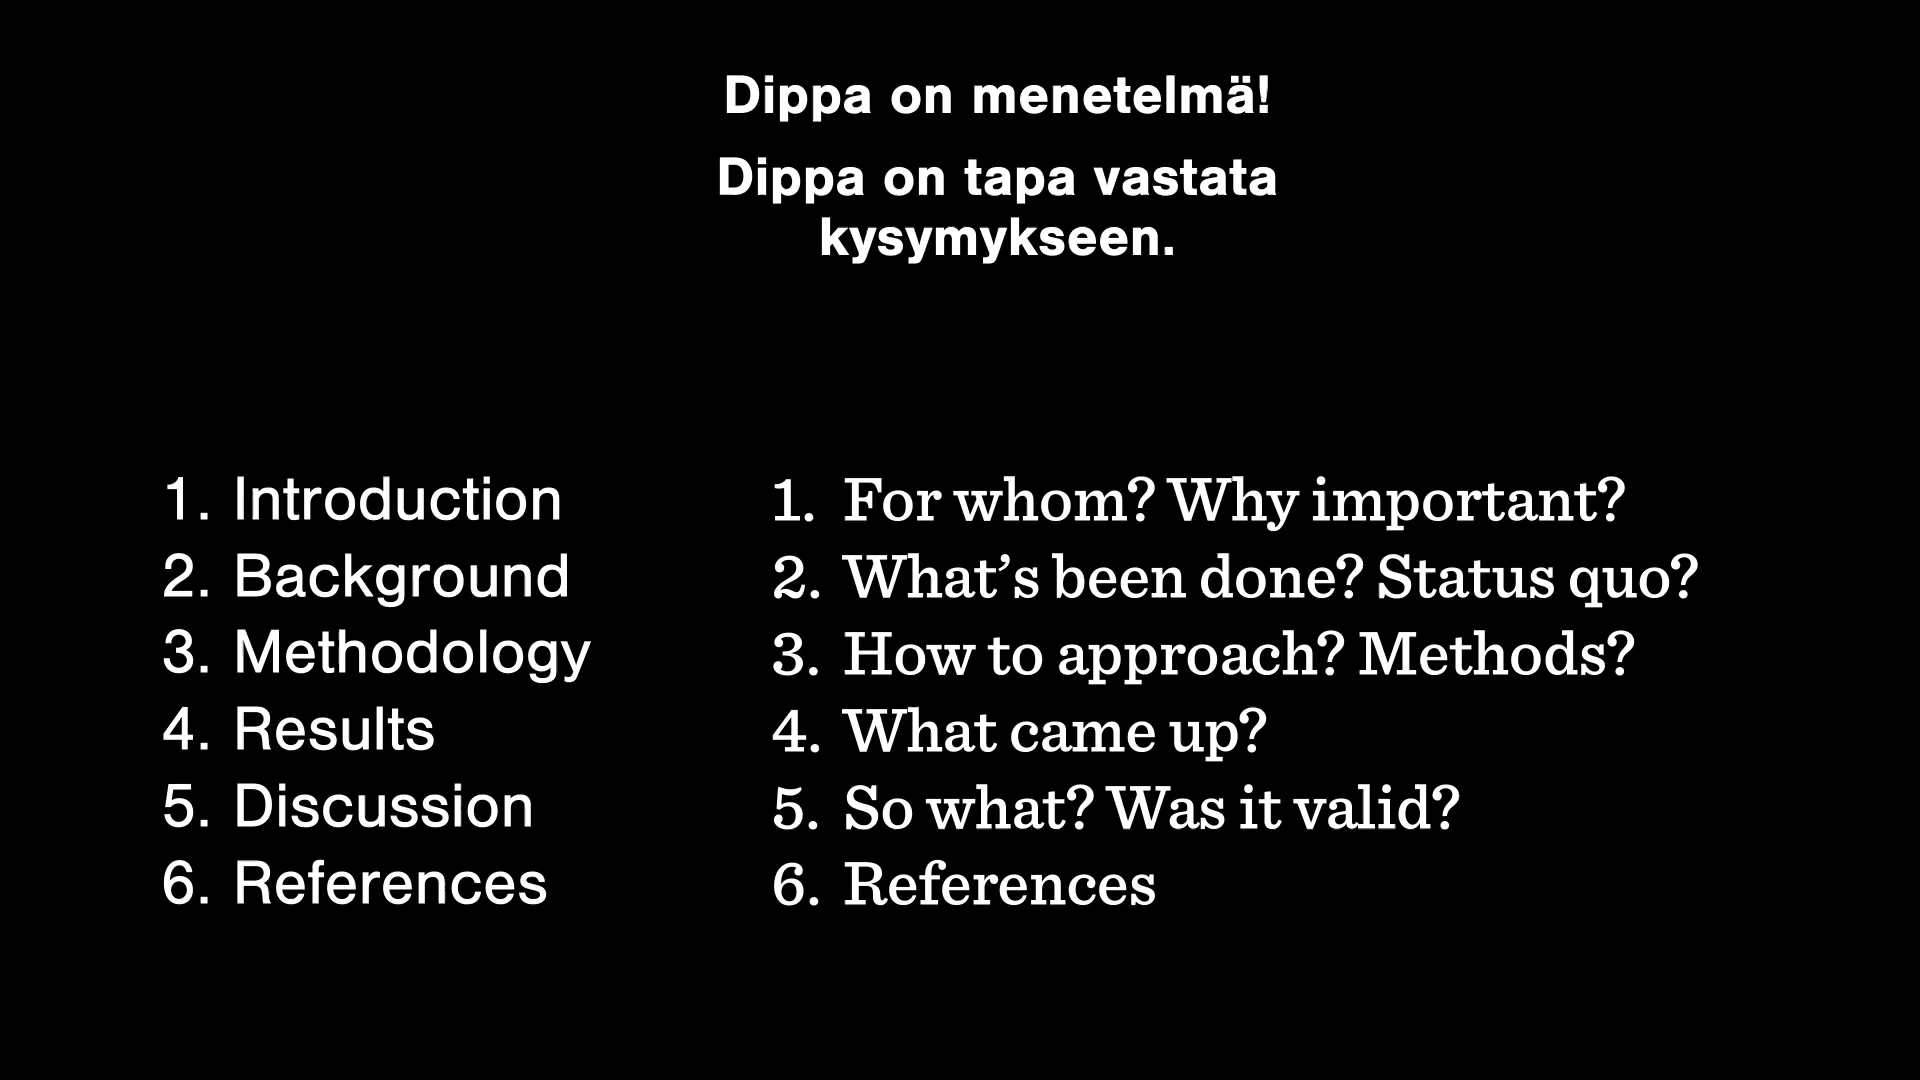 Dippa on menetelmä!
Dippa on tapa vastata
kysymykseen.
1. Introduction
2. Background
3. Methodology
4. Results
5. Discussion
6. References
1. For whom? Why important?
2. What’s been done? Status quo?
3. How to approach? Methods?
4. What came up?
5. So what? Was it valid?
6. References